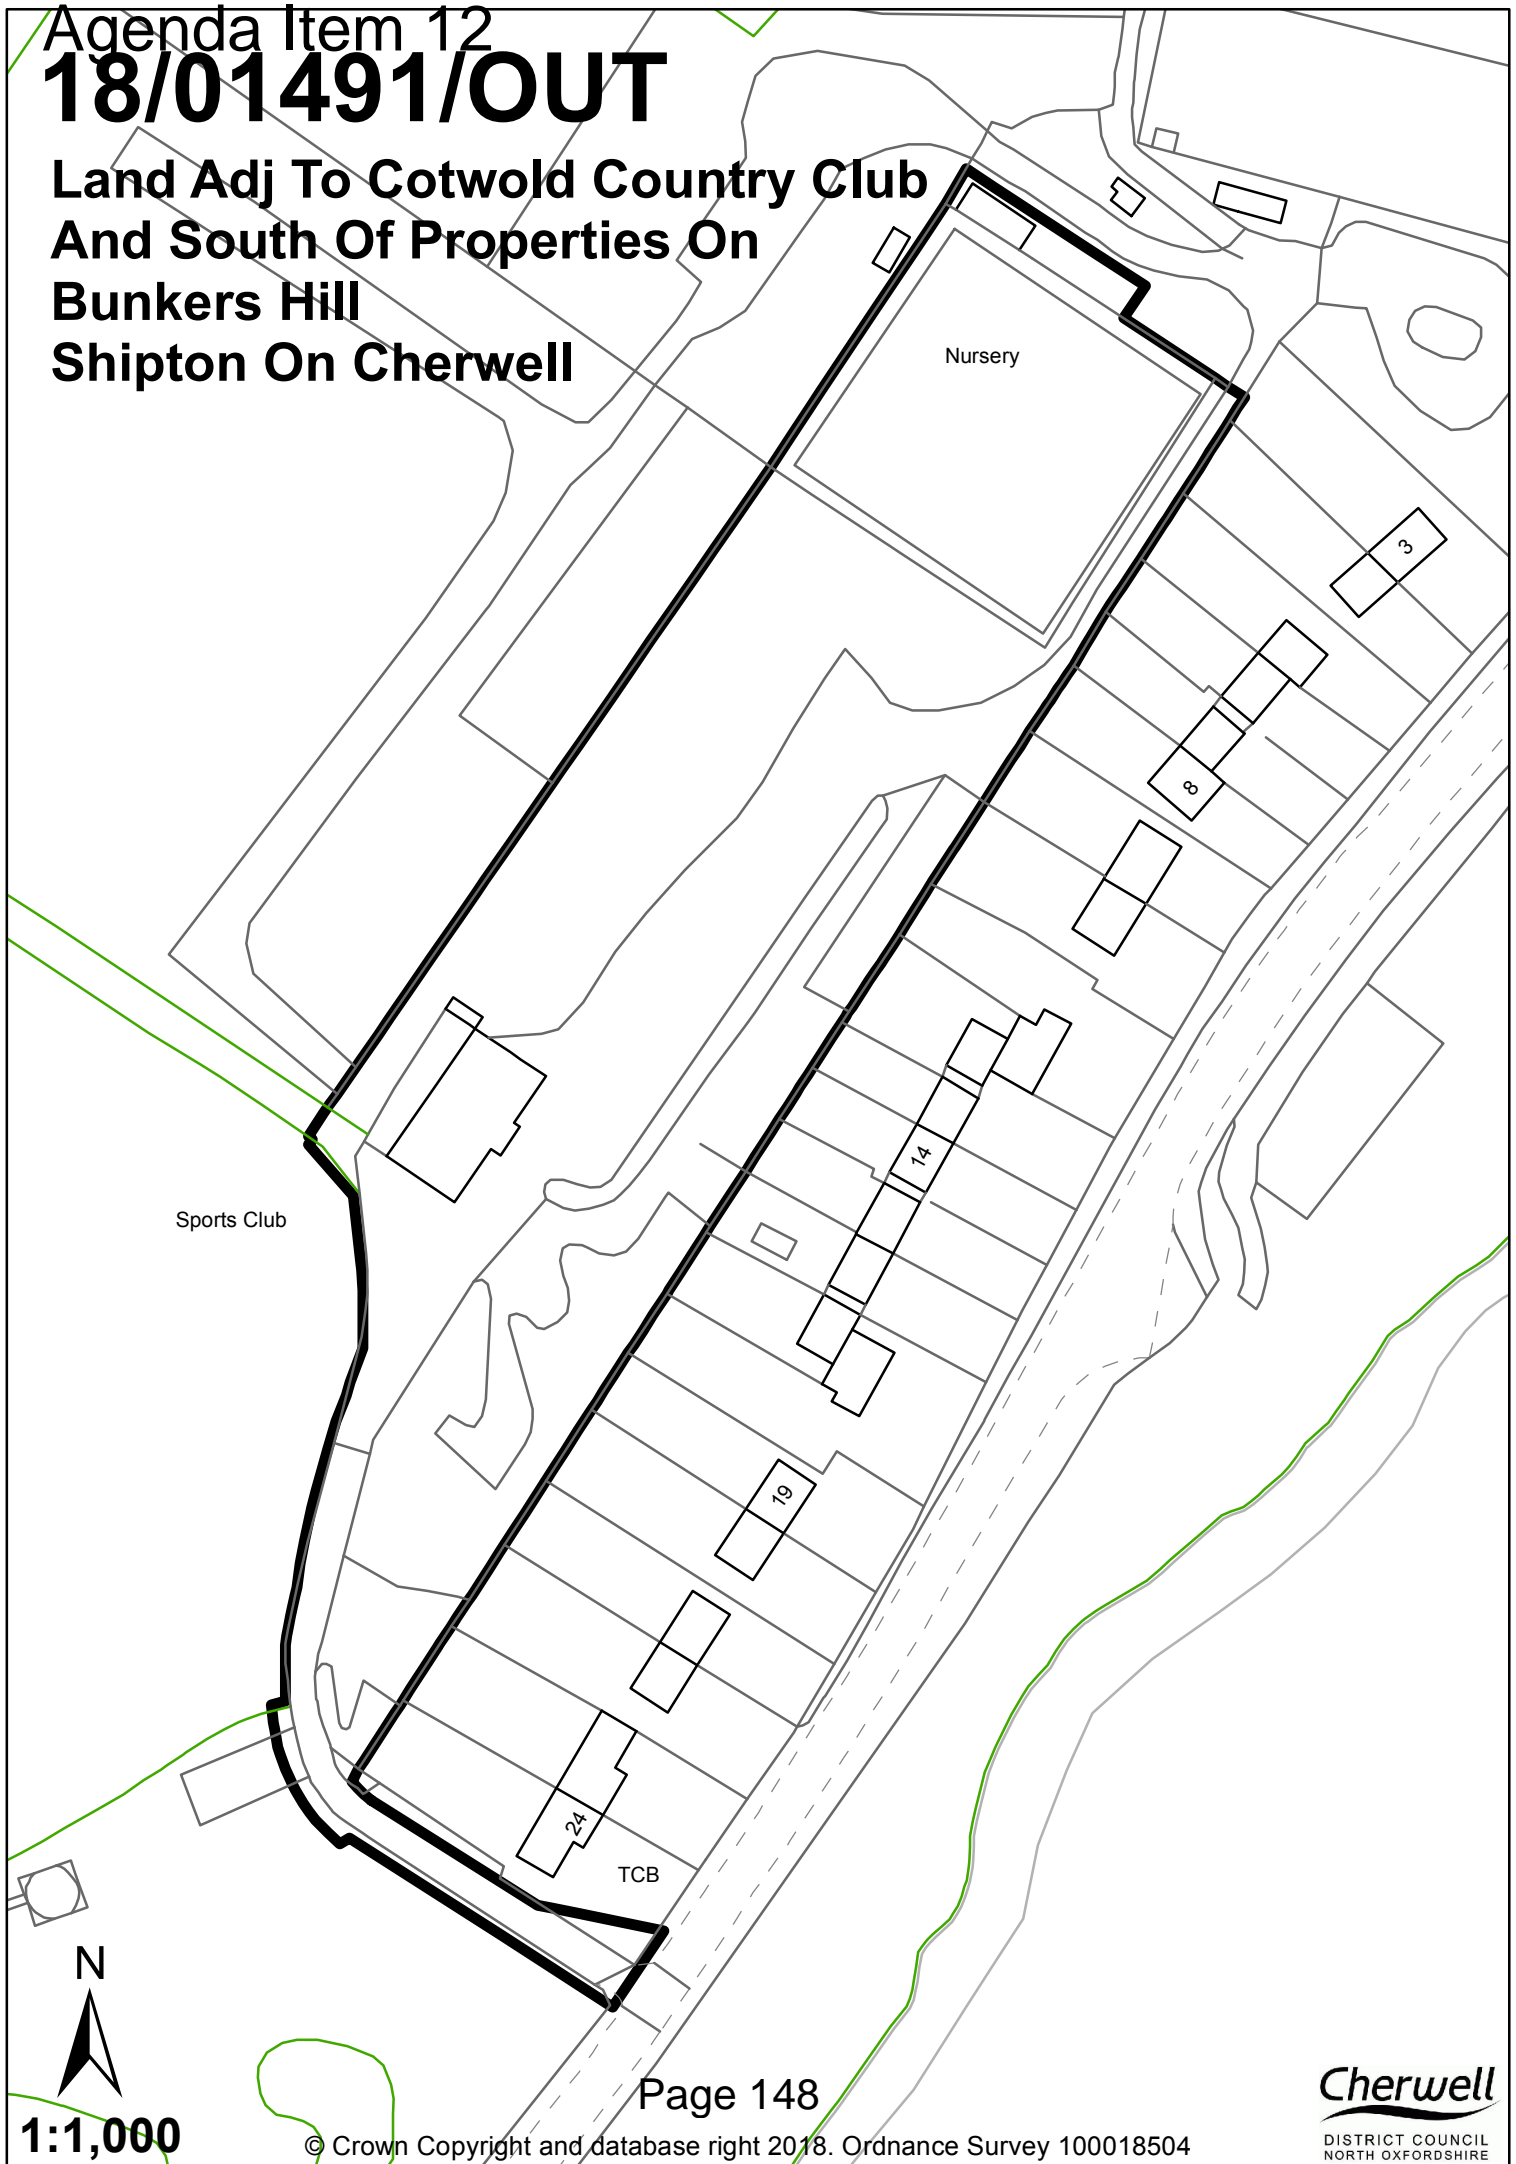 Agenda Item 12
18/01491/OUT
Land Adj To Cotwold Country Club
And South Of Properties On
Bunkers Hill
Shipton On Cherwell
Nursery
3
8
14
Sports Club
19
24
TCB
N
1:1,000
Page 148
© Crown Copyright and database right 2018. Ordnance Survey 100018504
Cherwell
DISTRICT COUNCIL
NORTH OXFORDSHIRE